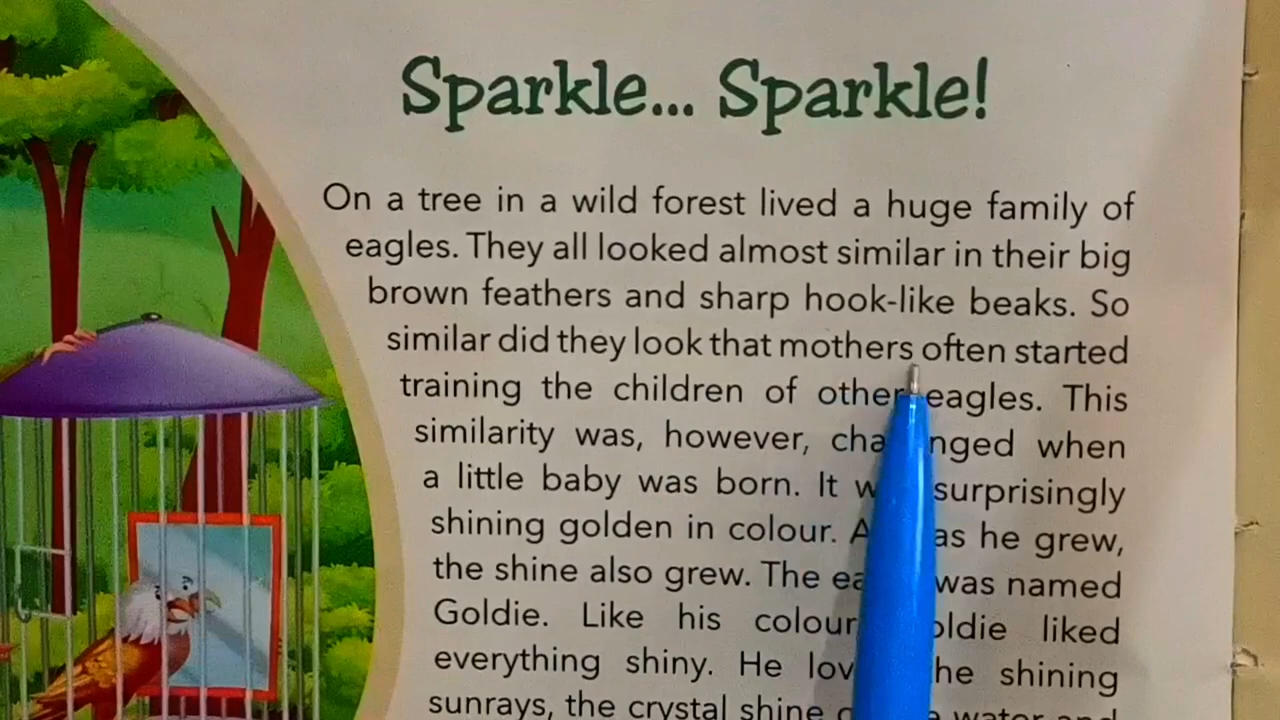 Sparkle... Sparkle!
On a tree in a wild forest lived a huge family of
eagles. They all looked almost similar in their big
brown feathers and sharp hook-like beaks. So
similar did they look that mothers often started
training the children of other eagles. This
similarity was, however, cha nged when
a little baby was born. It surprisingly
shining golden in colour. as he grew,
the shine also grew. The was named
Goldie. Like his colour liked
everything shiny. He shining
sunrays, the crystal shine water and